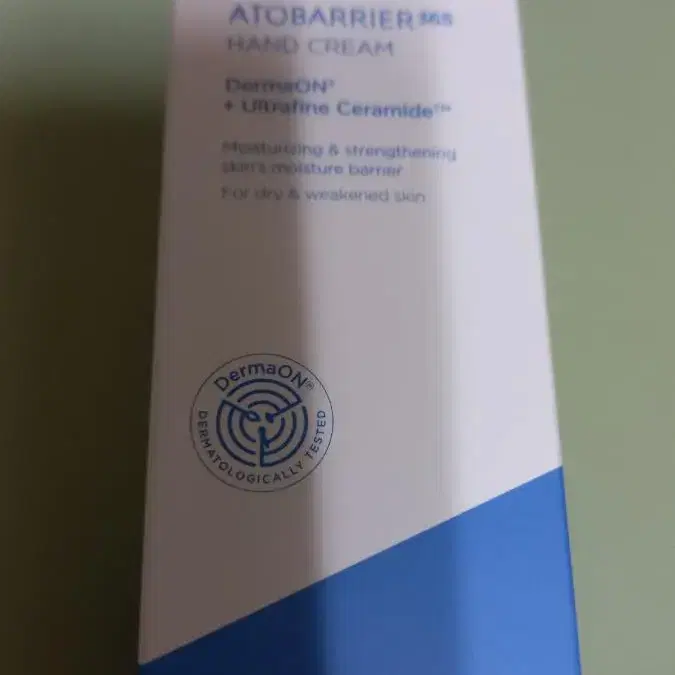 ATOBARRIER365
HAND CREAM
DermaON®
+ Ultrafine Ceramide™
Moisturizing & strengthening
skin's moisture barrier
For dry & weakened skin
DermaON®
DERMATOLOGICALLY TESTED